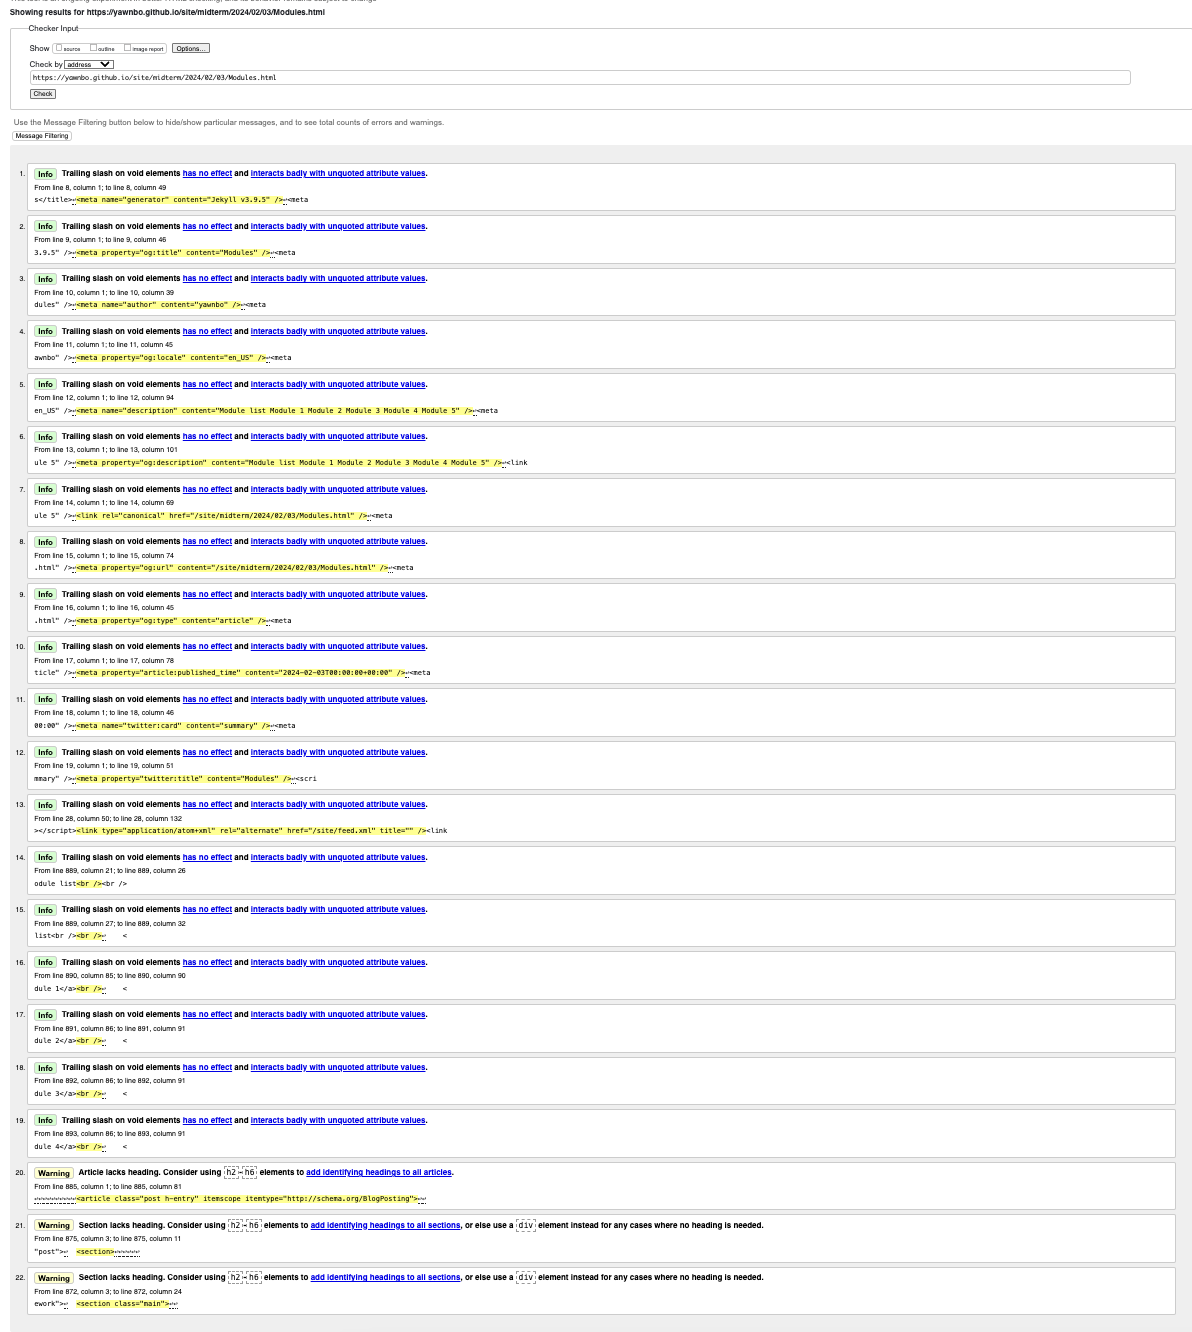 Showing results for https://yawnbo.github.io/site/midterm/2024/02/03/Modules.html
Checker Input
Show source outline image report Options...
Check by address
https://yawnbo.github.io/site/midterm/2024/02/03/Modules.html
Check
Use the Message Filtering button below to hide/show particular messages, and to see total counts of errors and warnings.
Message Filtering
1. Info Trailing slash on void elements has no effect and interacts badly with unquoted attribute values.
From line 8, column 1; to line 8, column 49
s</title>↩<meta name="generator" content="Jekyll v3.9.5" />↩<meta
2. Info Trailing slash on void elements has no effect and interacts badly with unquoted attribute values.
From line 9, column 1; to line 9, column 46
3.9.5" />↩<meta property="og:title" content="Modules" />↩<meta
3. Info Trailing slash on void elements has no effect and interacts badly with unquoted attribute values.
From line 10, column 1; to line 10, column 39
dules" />↩<meta name="author" content="yawnbo" />↩<meta
4. Info Trailing slash on void elements has no effect and interacts badly with unquoted attribute values.
From line 11, column 1; to line 11, column 45
awnbo" />↩<meta property="og:locale" content="en_US" />↩<meta
5. Info Trailing slash on void elements has no effect and interacts badly with unquoted attribute values.
From line 12, column 1; to line 12, column 94
en_US" />↩<meta name="description" content="Module list Module 1 Module 2 Module 3 Module 4 Module 5" />↩<meta
6. Info Trailing slash on void elements has no effect and interacts badly with unquoted attribute values.
From line 13, column 1; to line 13, column 101
ule 5" />↩<meta property="og:description" content="Module list Module 1 Module 2 Module 3 Module 4 Module 5" />↩<link
7. Info Trailing slash on void elements has no effect and interacts badly with unquoted attribute values.
From line 14, column 1; to line 14, column 69
ule 5" />↩<link rel="canonical" href="/site/midterm/2024/02/03/Modules.html" />↩<meta
8. Info Trailing slash on void elements has no effect and interacts badly with unquoted attribute values.
From line 15, column 1; to line 15, column 74
.html" />↩<meta property="og:url" content="/site/midterm/2024/02/03/Modules.html" />↩<meta
9. Info Trailing slash on void elements has no effect and interacts badly with unquoted attribute values.
From line 16, column 1; to line 16, column 45
.html" />↩<meta property="og:type" content="article" />↩<meta
10. Info Trailing slash on void elements has no effect and interacts badly with unquoted attribute values.
From line 17, column 1; to line 17, column 78
ticle" />↩<meta property="article:published_time" content="2024-02-03T00:00:00+00:00" />↩<meta
11. Info Trailing slash on void elements has no effect and interacts badly with unquoted attribute values.
From line 18, column 1; to line 18, column 46
00:00" />↩<meta name="twitter:card" content="summary" />↩<meta
12. Info Trailing slash on void elements has no effect and interacts badly with unquoted attribute values.
From line 19, column 1; to line 19, column 51
mmary" />↩<meta property="twitter:title" content="Modules" />↩<scri
13. Info Trailing slash on void elements has no effect and interacts badly with unquoted attribute values.
From line 28, column 50; to line 28, column 132
></script><link type="application/atom+xml" rel="alternate" href="/site/feed.xml" title="" /><link
14. Info Trailing slash on void elements has no effect and interacts badly with unquoted attribute values.
From line 889, column 21; to line 889, column 26
odule list<br /><br />
15. Info Trailing slash on void elements has no effect and interacts badly with unquoted attribute values.
From line 889, column 27; to line 889, column 32
list<br /><br />↩ <
16. Info Trailing slash on void elements has no effect and interacts badly with unquoted attribute values.
From line 890, column 85; to line 890, column 90
dule 1</a><br />↩ <
17. Info Trailing slash on void elements has no effect and interacts badly with unquoted attribute values.
From line 891, column 86; to line 891, column 91
dule 2</a><br />↩ <
18. Info Trailing slash on void elements has no effect and interacts badly with unquoted attribute values.
From line 892, column 86; to line 892, column 91
dule 3</a><br />↩ <
19. Info Trailing slash on void elements has no effect and interacts badly with unquoted attribute values.
From line 893, column 86; to line 893, column 91
dule 4</a><br />↩ <
20. Warning Article lacks heading. Consider using h2-h6 elements to add identifying headings to all articles.
From line 885, column 1; to line 885, column 81
<article class="post h-entry" itemscope itemtype="http://schema.org/BlogPosting">↩
21. Warning Section lacks heading. Consider using h2-h6 elements to add identifying headings to all sections, or else use a div element instead for any cases where no heading is needed.
From line 875, column 3; to line 875, column 11
"post">↩ <section>
22. Warning Section lacks heading. Consider using h2-h6 elements to add identifying headings to all sections, or else use a div element instead for any cases where no heading is needed.
From line 872, column 3; to line 872, column 24
ework">↩ <section class="main">